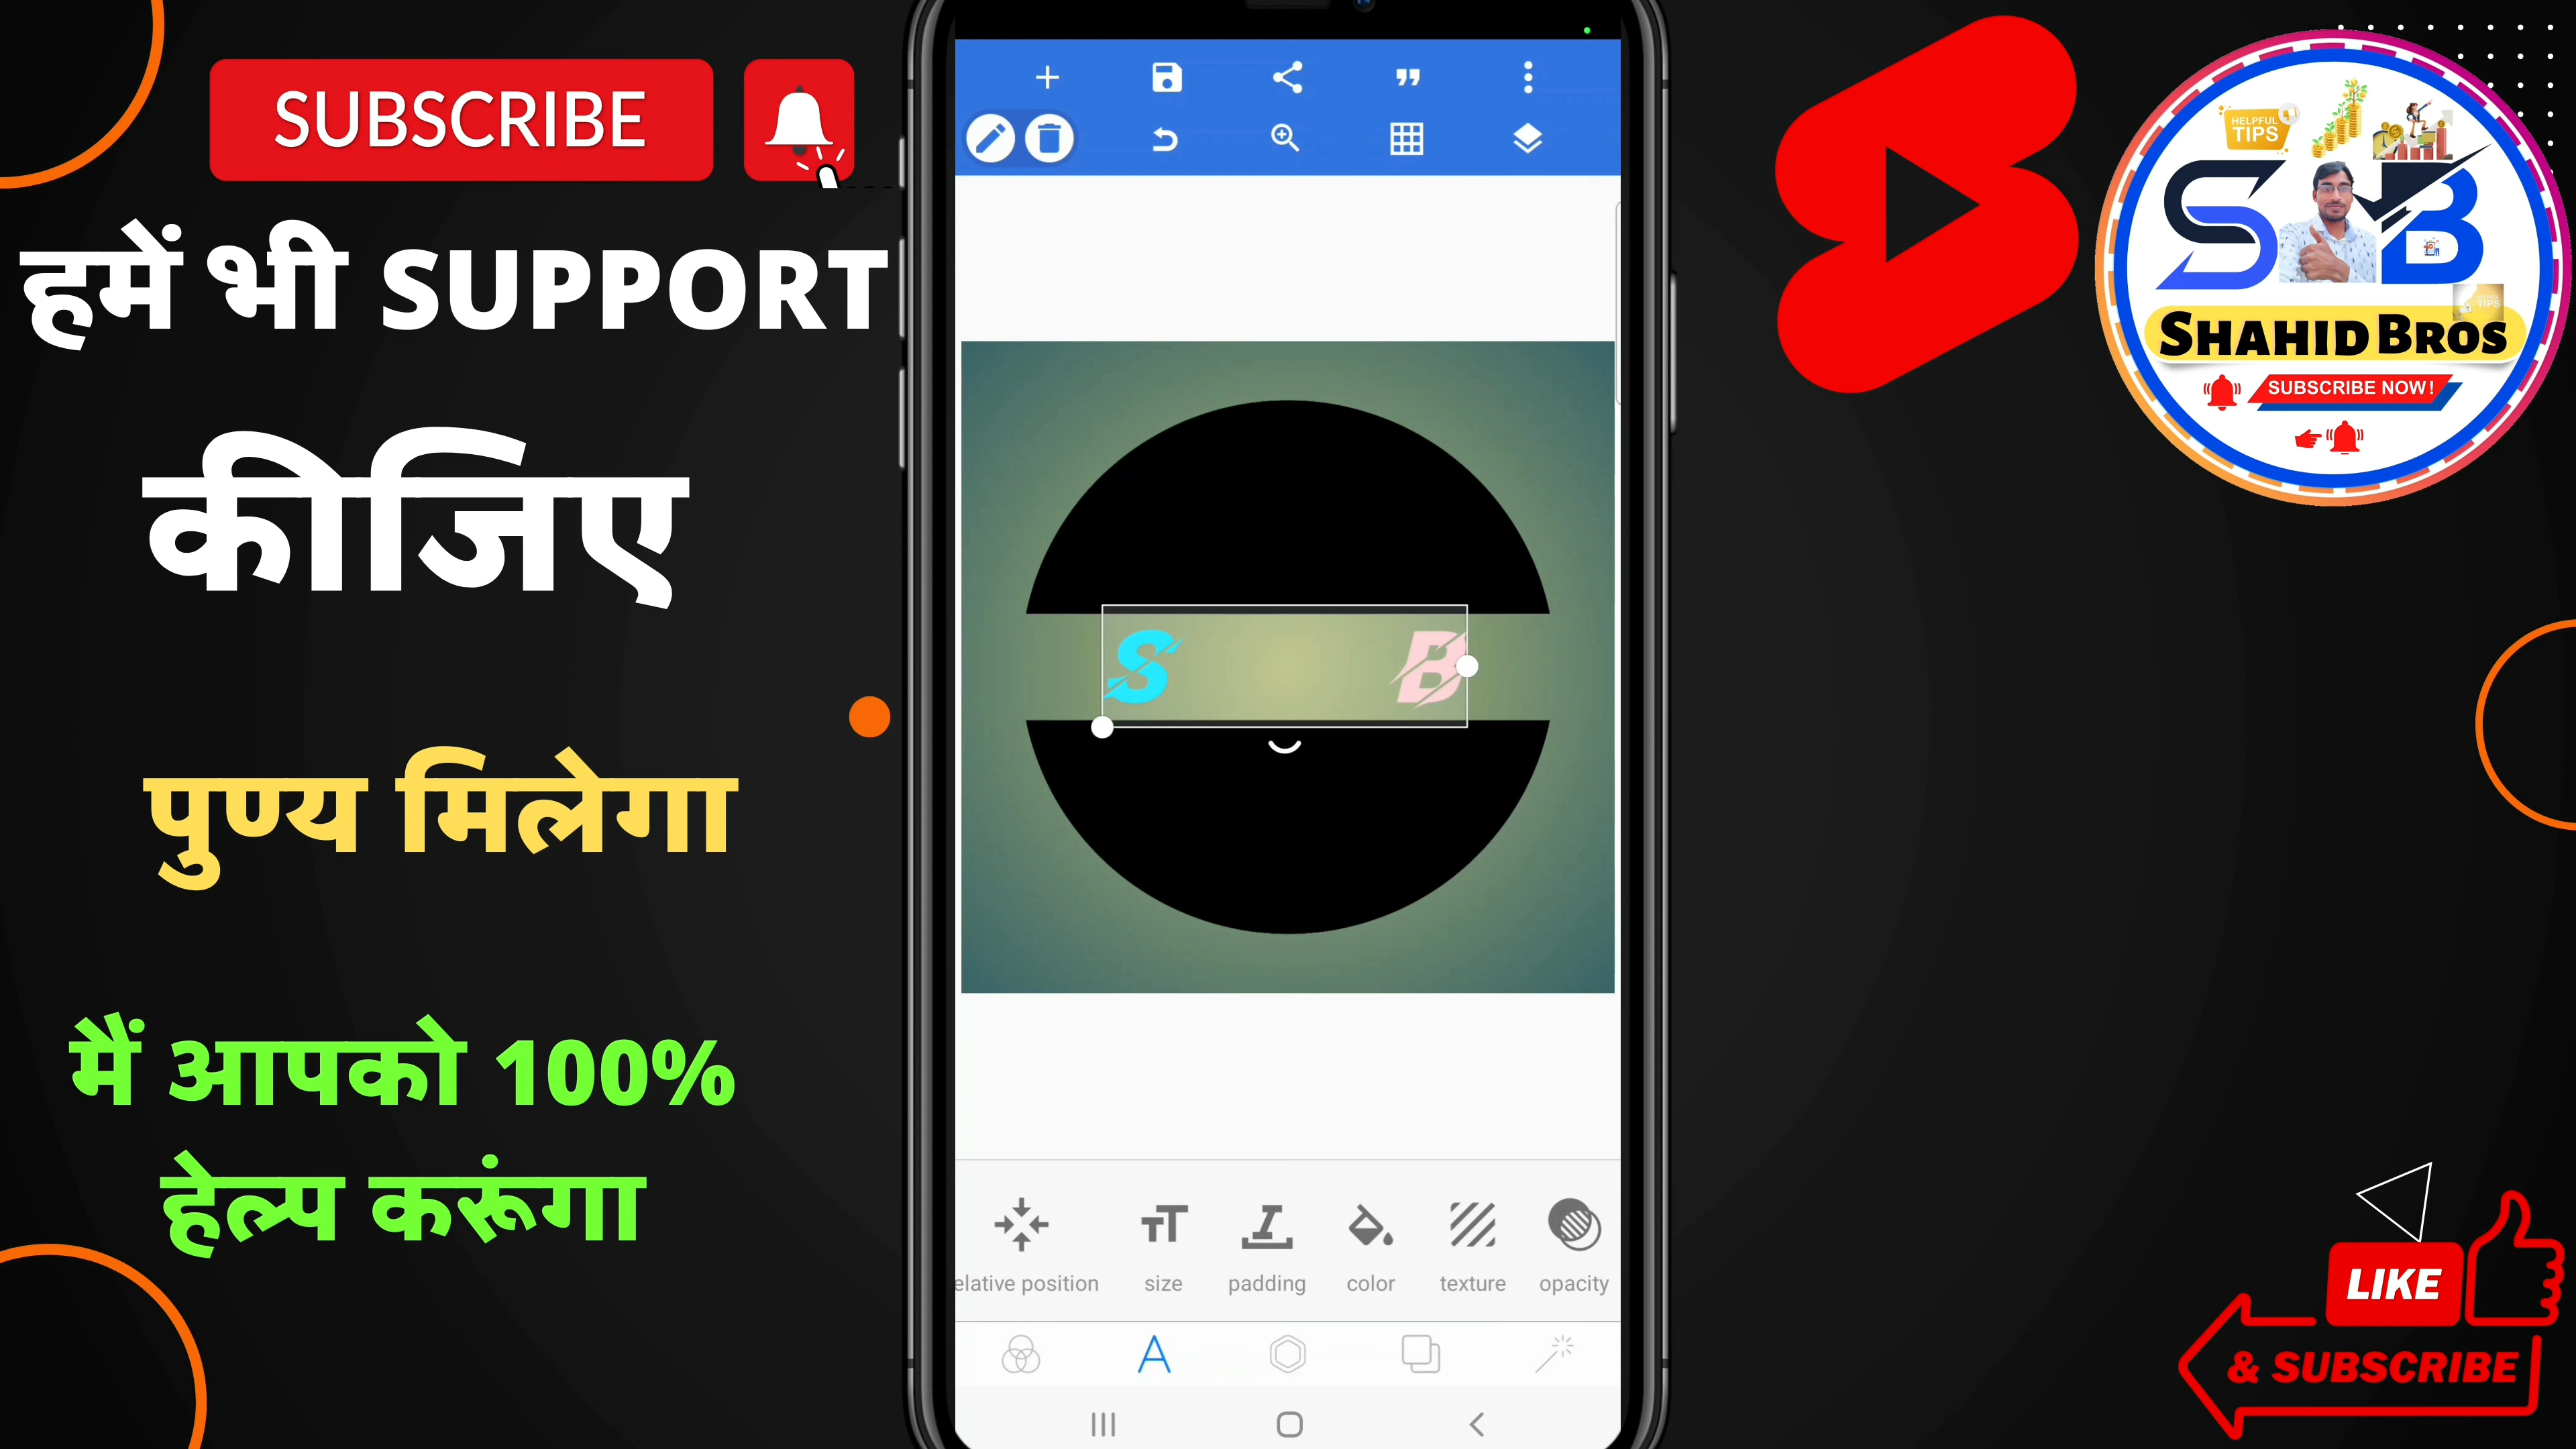 SUBSCRIBE
हमें भी SUPPORT
कीजिए
पुण्य मिलेगा
मैं आपको 100%
हेल्प करूंगा
S B
elative position size padding color texture opacity
HELPFUL
TIPS
S B
TIPS
SHAHID BROS
SUBSCRIBE NOW!
LIKE
& SUBSCRIBE